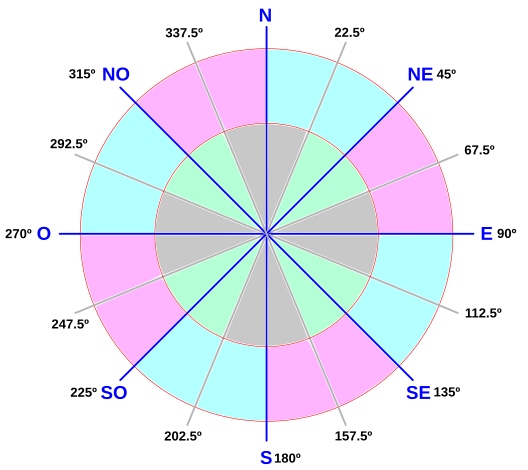 N
337.5º
22.5º
315º NO
NE 45º
292.5º
67.5º
270º O
E 90º
247.5º
112.5º
225º SO
SE 135º
202.5º
157.5º
S 180º